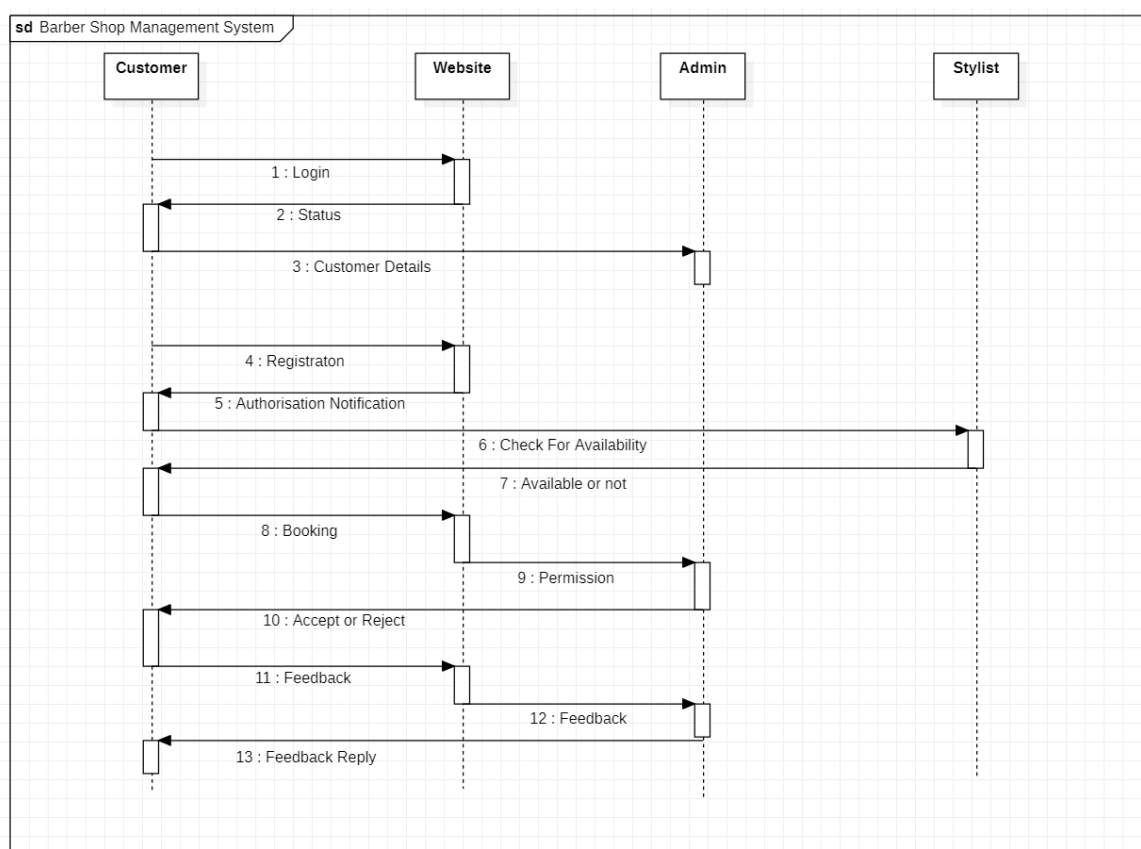 sd Barber Shop Management System
Customer
Website
Admin
Stylist
1 : Login
2 : Status
3 : Customer Details
4 : Registraton
5 : Authorisation Notification
6 : Check For Availability
7 : Available or not
8 : Booking
9 : Permission
10 : Accept or Reject
11 : Feedback
12 : Feedback
13 : Feedback Reply